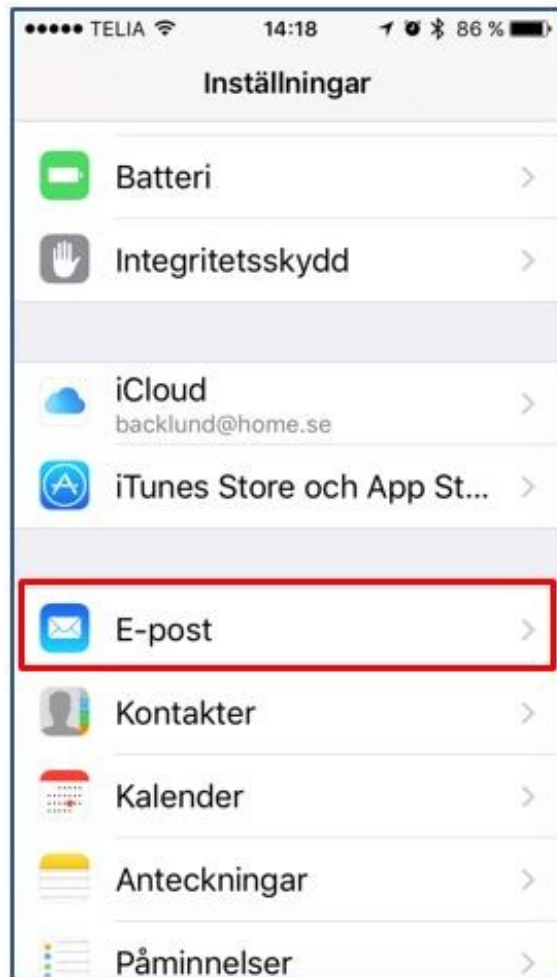 TELIA 14:18 86 %
Inställningar
Batteri
Integritetsskydd
iCloud
backlund@home.se
iTunes Store och App St...
E-post
Kontakter
Kalender
Anteckningar
Påminnelser